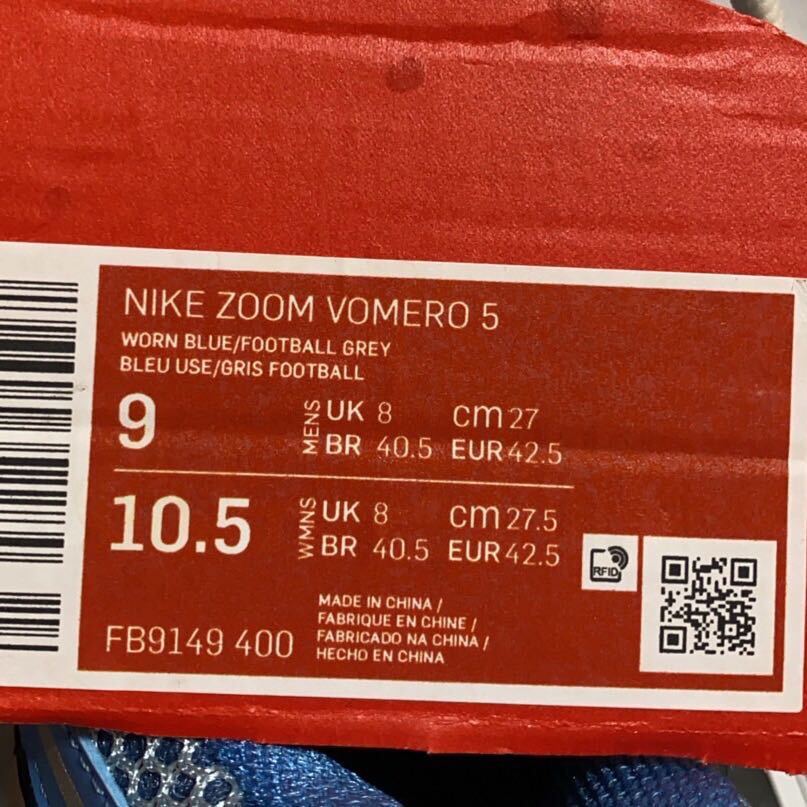 NIKE ZOOM VOMERO 5
WORN BLUE/FOOTBALL GREY
BLEU USE/GRIS FOOTBALL
9
MENS
UK 8 cm 27
BR 40.5 EUR 42.5
10.5
WMNS
UK 8 cm 27.5
BR 40.5 EUR 42.5
RFID
FB9149 400
MADE IN CHINA /
FABRIQUE EN CHINE /
FABRICADO NA CHINA /
HECHO EN CHINA